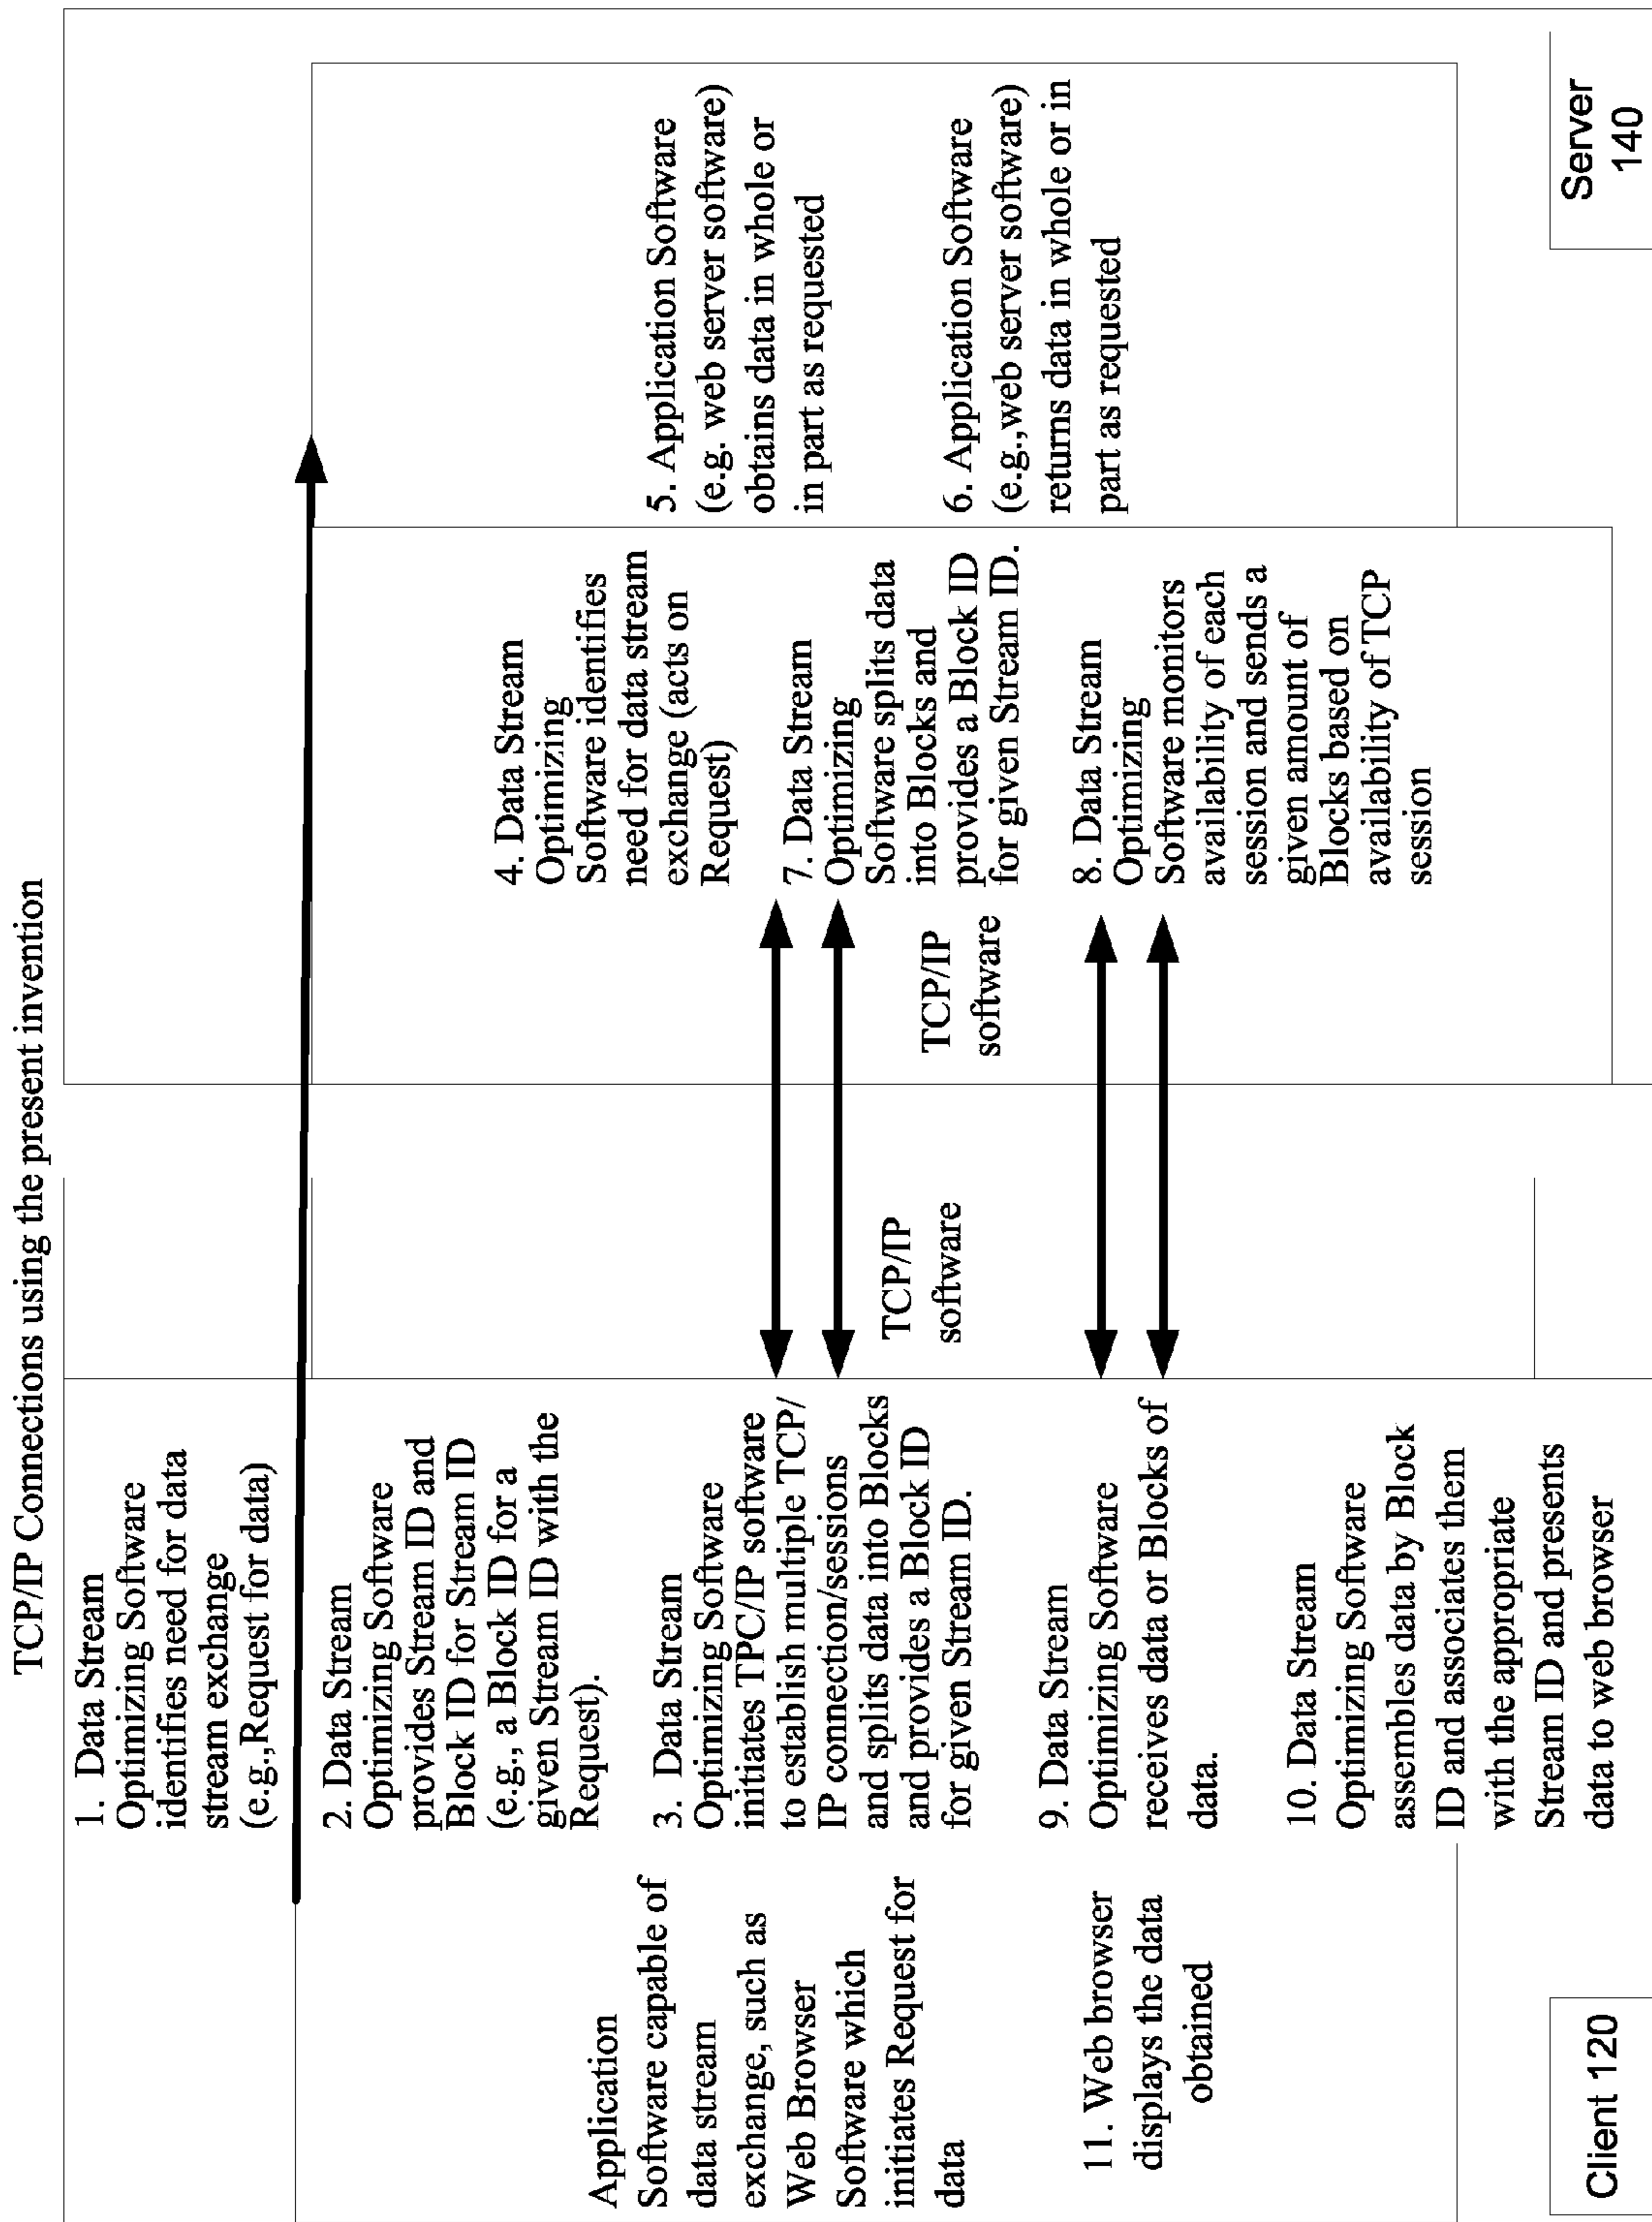 TCP/IP Connections using the present invention
1. Data Stream
Optimizing Software
identifies need for data
stream exchange
(e.g.,Request for data)
2. Data Stream
Optimizing Software
provides Stream ID and
Block ID for Stream ID
(e.g., a Block ID for a
given Stream ID with the
Request).
3. Data Stream
Optimizing Software
initiates TPC/IP software
to establish multiple TCP/
IP connection/sessions
and splits data into Blocks
and provides a Block ID
for given Stream ID.
9. Data Stream
Optimizing Software
receives data or Blocks of
data.
10. Data Stream
Optimizing Software
assembles data by Block
ID and associates them
with the appropriate
Stream ID and presents
data to web browser
Application
Software capable of
data stream
exchange, such as
Web Browser
Software which
initiates Request for
data
11. Web browser
displays the data
obtained
Client 120
TCP/IP
software
TCP/IP
software
4. Data Stream
Optimizing
Software identifies
need for data stream
exchange (acts on
Request)
7. Data Stream
Optimizing
Software splits data
into Blocks and
provides a Block ID
for given Stream ID.
8. Data Stream
Optimizing
Software monitors
availability of each
session and sends a
given amount of
Blocks based on
availability of TCP
session
5. Application Software
(e.g. web server software)
obtains data in whole or
in part as requested
6. Application Software
(e.g.,web server software)
returns data in whole or in
part as requested
Server
140